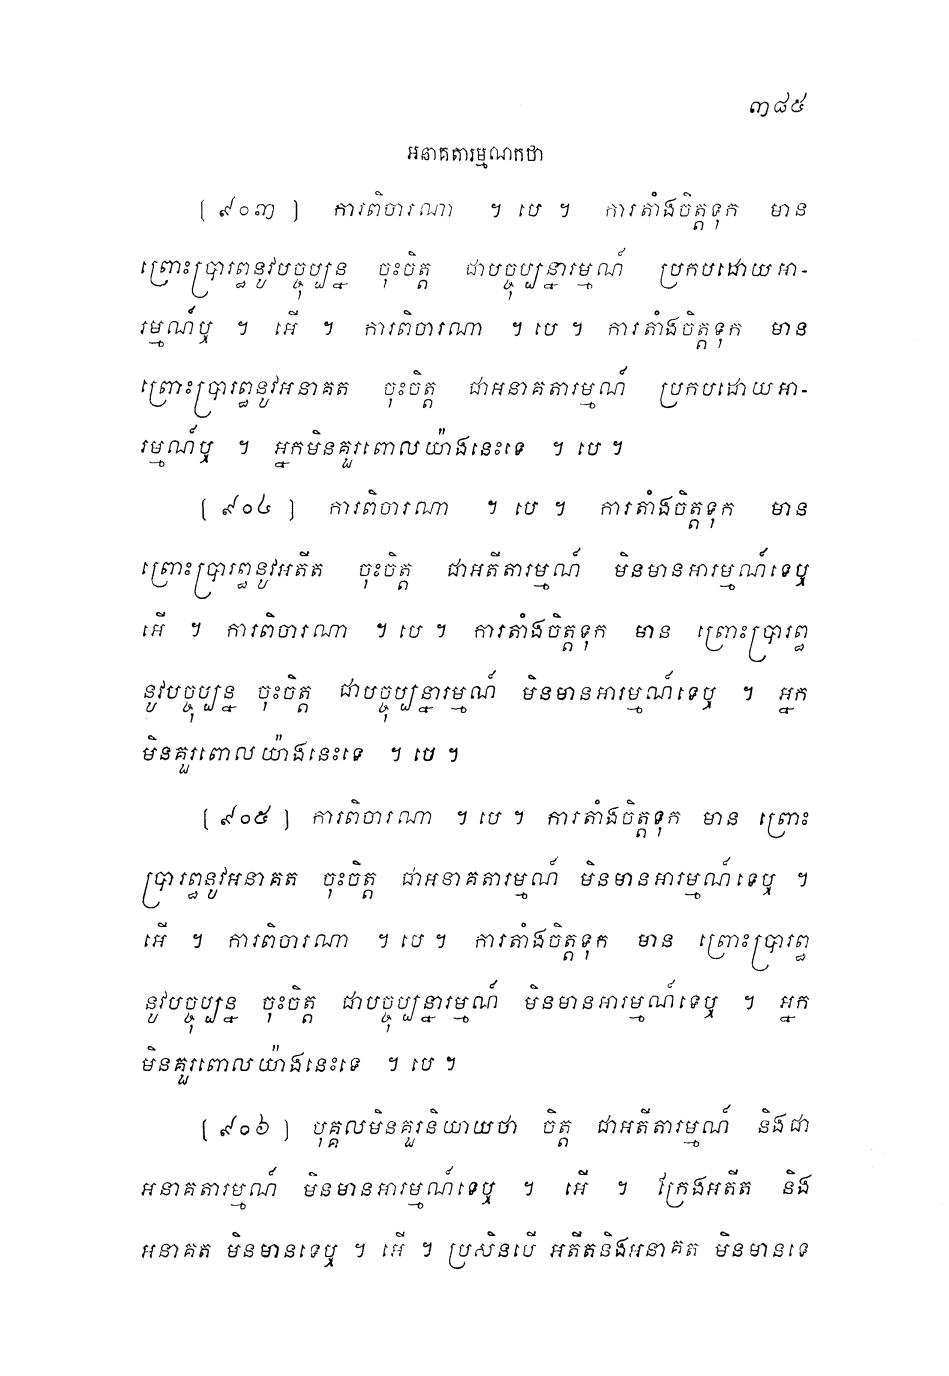 ៣៨៥
អនាគតារម្មណកថា
[ ៩០៣ ] ការពិចារណា ។ បេ ។ ការតាំងចិត្តទុក មាន
ព្រោះប្រារព្ធនូវបច្ចុប្បន្ន ចុះចិត្ត ជាបច្ចុប្បន្នារម្មណ៍ ប្រកបដោយអា-
រម្មណ៍ឬ ។ អើ ។ ការពិចារណា ។ បេ ។ ការតាំងចិត្តទុក មាន
ព្រោះប្រារព្ធនូវអនាគត ចុះចិត្ត ជាអនាគតារម្មណ៍ ប្រកបដោយអា-
រម្មណ៍ឬ ។ អ្នកមិនគួរពោលយ៉ាងនេះទេ ។ បេ ។
[ ៩០៤ ] ការពិចារណា ។ បេ ។ ការតាំងចិត្តទុក មាន
ព្រោះប្រារព្ធនូវអតីត ចុះចិត្ត ជាអតីតារម្មណ៍ មិនមានអារម្មណ៍ទេឬ
អើ ។ ការពិចារណា ។ បេ ។ ការតាំងចិត្តទុក មាន ព្រោះប្រារព្ធ
នូវបច្ចុប្បន្ន ចុះចិត្ត ជាបច្ចុប្បន្នារម្មណ៍ មិនមានអារម្មណ៍ទេឬ ។ អ្នក
មិនគួរពោលយ៉ាងនេះទេ ។ បេ ។
[ ៩០៥ ] ការពិចារណា ។ បេ ។ ការតាំងចិត្តទុក មាន ព្រោះ
ប្រារព្ធនូវអនាគត ចុះចិត្ត ជាអនាគតារម្មណ៍ មិនមានអារម្មណ៍ទេឬ ។
អើ ។ ការពិចារណា ។ បេ ។ ការតាំងចិត្តទុក មាន ព្រោះប្រារព្ធ
នូវបច្ចុប្បន្ន ចុះចិត្ត ជាបច្ចុប្បន្នារម្មណ៍ មិនមានអារម្មណ៍ទេឬ ។ អ្នក
មិនគួរពោលយ៉ាងនេះទេ ។ បេ ។
[ ៩០៦ ] បុគ្គលមិនគួរនិយាយថា ចិត្ត ជាអតីតារម្មណ៍ និងជា
អនាគតារម្មណ៍ មិនមានអារម្មណ៍ទេឬ ។ អើ ។ ក្រែងអតីត និង
អនាគត មិនមានទេឬ ។ អើ ។ ប្រសិនបើ អតីតនិងអនាគត មិនមានទេ